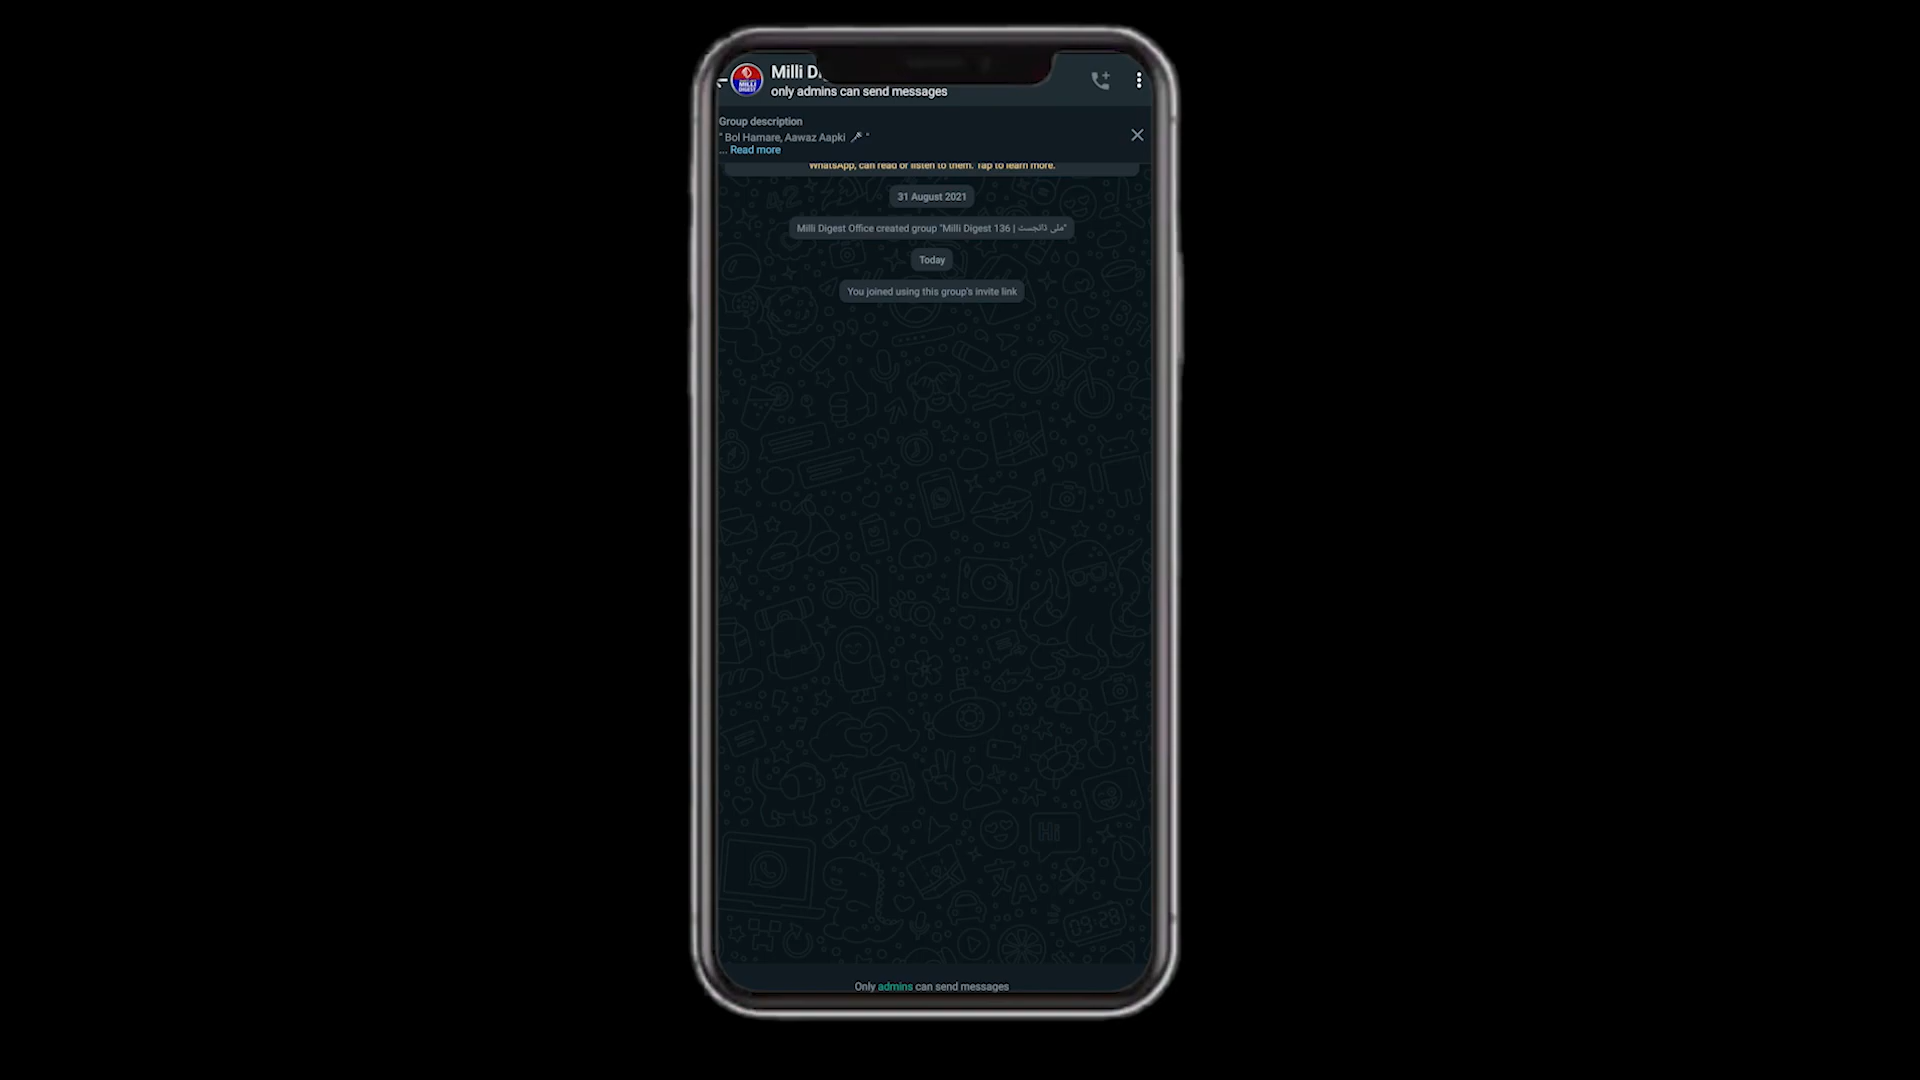 Milli Di
only admins can send messages
Group description
" Bol Hamare, Aawaz Aapki 🎤 "
... Read more
WhatsApp, can read or listen to them. Tap to learn more.
31 August 2021
Milli Digest Office created group "Milli Digest 136 | ملی ڈائجسٹ"
Today
You joined using this group's invite link
Only admins can send messages